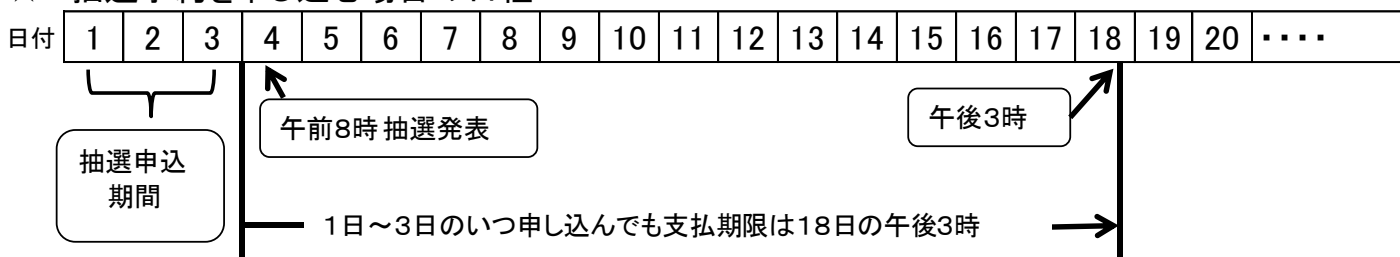 日付 1 2 3 4 5 6 7 8 9 10 11 12 13 14 15 16 17 18 19 20 ・・・・
午前8時 抽選発表
午後3時
抽選申込
期間
1日～3日のいつ申し込んでも支払期限は18日の午後3時